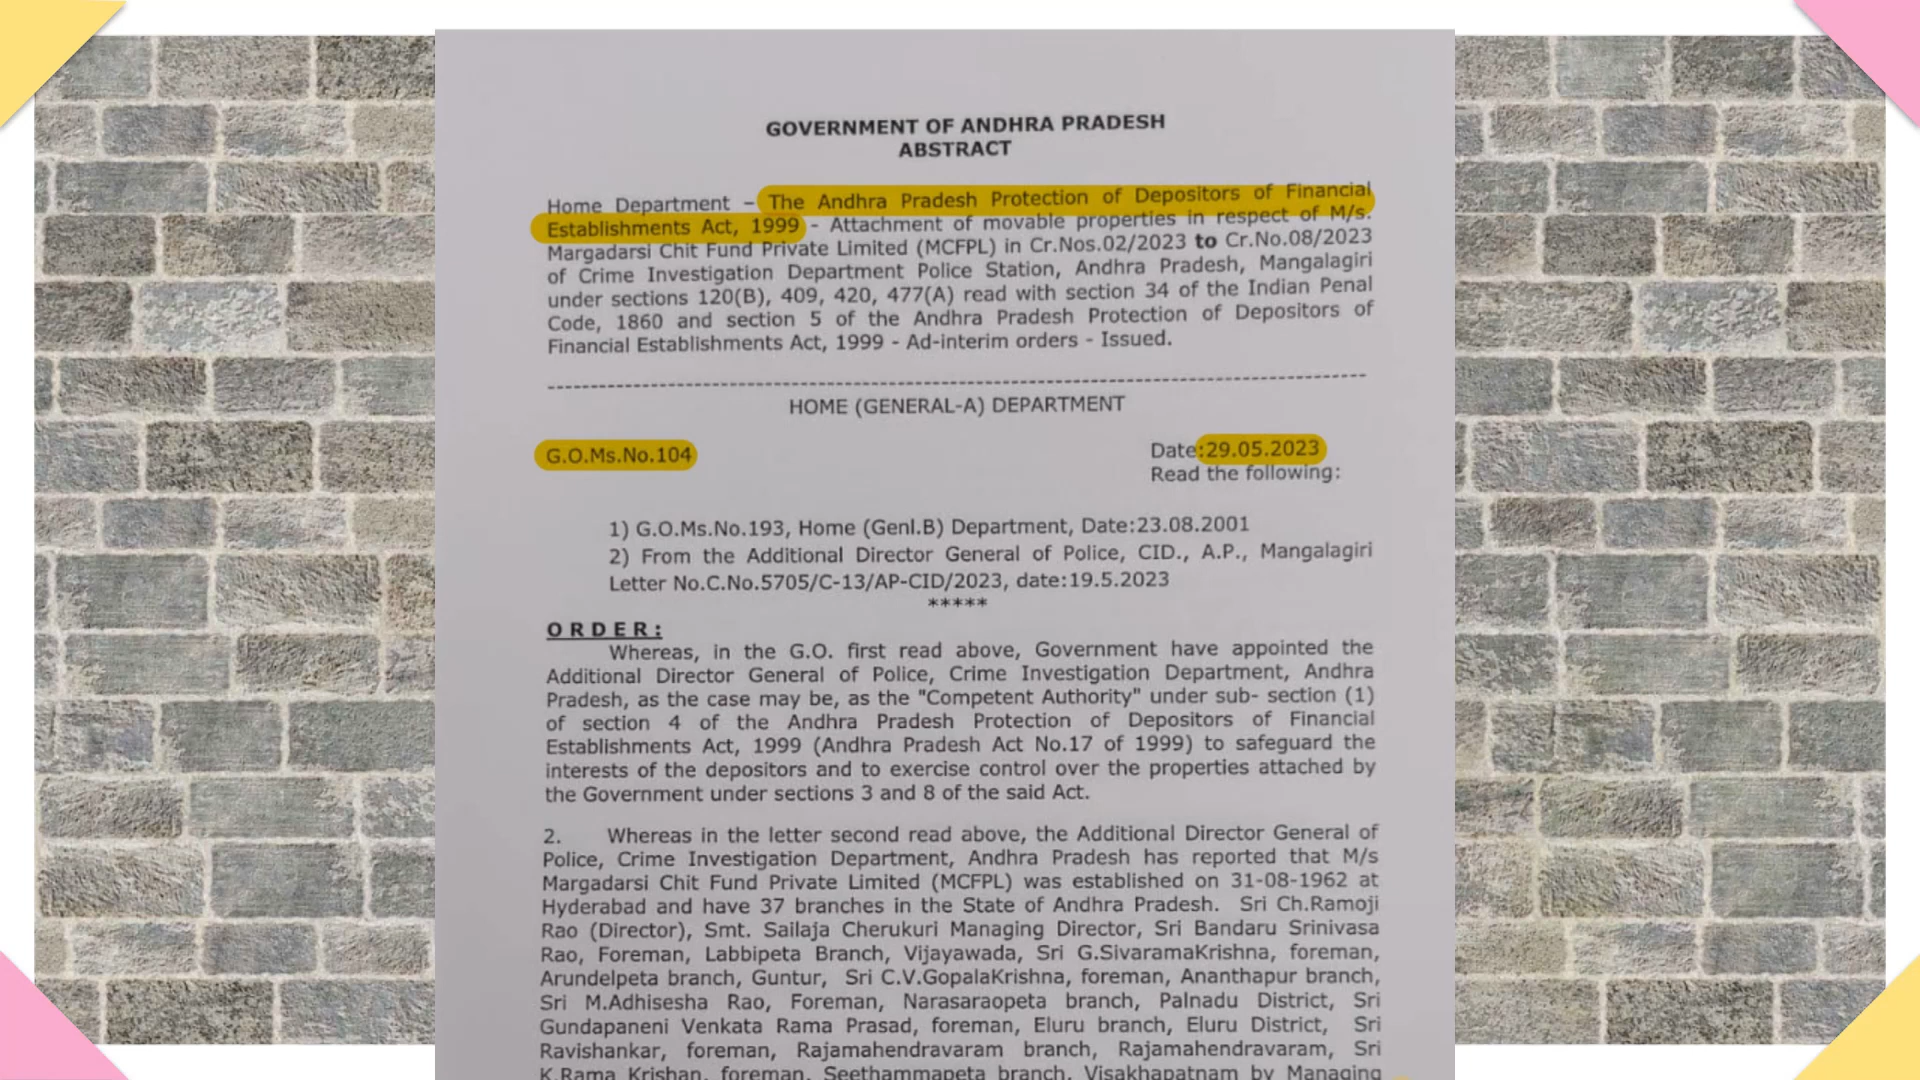 GOVERNMENT OF ANDHRA PRADESH
ABSTRACT
Home Department – The Andhra Pradesh Protection of Depositors of Financial
Establishments Act, 1999 - Attachment of movable properties in respect of M/s.
Margadarsi Chit Fund Private Limited (MCFPL) in Cr.Nos.02/2023 to Cr.No.08/2023
of Crime Investigation Department Police Station, Andhra Pradesh, Mangalagiri
under sections 120(B), 409, 420, 477(A) read with section 34 of the Indian Penal
Code, 1860 and section 5 of the Andhra Pradesh Protection of Depositors of
Financial Establishments Act, 1999 - Ad-interim orders - Issued.
HOME (GENERAL-A) DEPARTMENT
G.O.Ms.No.104
Date:29.05.2023
Read the following:
1) G.O.Ms.No.193, Home (Genl.B) Department, Date:23.08.2001
2) From the Additional Director General of Police, CID., A.P., Mangalagiri
Letter No.C.No.5705/C-13/AP-CID/2023, date:19.5.2023
*****
ORDER:
Whereas, in the G.O. first read above, Government have appointed the
Additional Director General of Police, Crime Investigation Department, Andhra
Pradesh, as the case may be, as the "Competent Authority" under sub- section (1)
of section 4 of the Andhra Pradesh Protection of Depositors of Financial
Establishments Act, 1999 (Andhra Pradesh Act No.17 of 1999) to safeguard the
interests of the depositors and to exercise control over the properties attached by
the Government under sections 3 and 8 of the said Act.
2. Whereas in the letter second read above, the Additional Director General of
Police, Crime Investigation Department, Andhra Pradesh has reported that M/s
Margadarsi Chit Fund Private Limited (MCFPL) was established on 31-08-1962 at
Hyderabad and have 37 branches in the State of Andhra Pradesh. Sri Ch.Ramoji
Rao (Director), Smt. Sailaja Cherukuri Managing Director, Sri Bandaru Srinivasa
Rao, Foreman, Labbipeta Branch, Vijayawada, Sri G.SivaramaKrishna, foreman,
Arundelpeta branch, Guntur, Sri C.V.GopalaKrishna, foreman, Ananthapur branch,
Sri M.Adhisesha Rao, Foreman, Narasaraopeta branch, Palnadu District, Sri
Gundapaneni Venkata Rama Prasad, foreman, Eluru branch, Eluru District, Sri
Ravishankar, foreman, Rajamahendravaram branch, Rajamahendravaram, Sri
K.Rama Krishan, foreman, Seethammapeta branch, Visakhapatnam by Managing